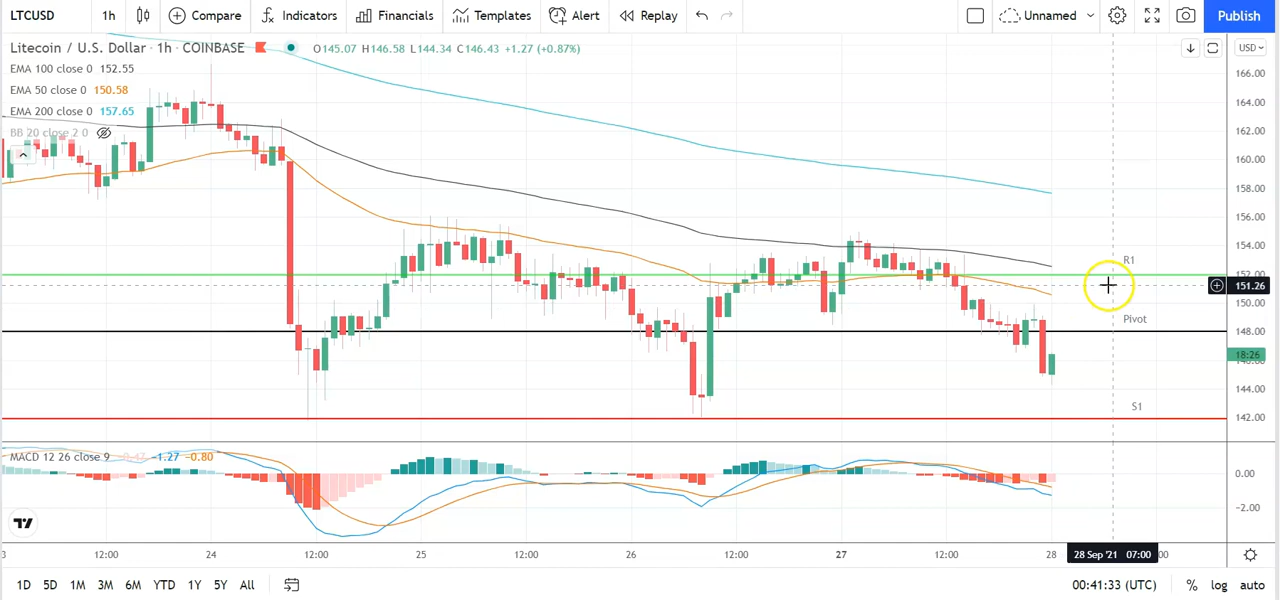 LTCUSD 1h Compare Indicators Financials Templates Alert Replay Unnamed Publish
Litecoin / U.S. Dollar · 1h · COINBASE O145.07 H146.58 L144.34 C146.43 +1.27 (+0.87%) USD
EMA 100 close 0 152.55
EMA 50 close 0 150.58
EMA 200 close 0 157.65
BB 20 close 2 0
166.00
164.00
162.00
160.00
158.00
156.00
154.00
R1
152.00
151.26
150.00
Pivot
148.00
18:26
144.00
S1
142.00
MACD 12 26 close 9 -0.47 -1.27 -0.80
0.00
-2.00
3 12:00 24 12:00 25 12:00 26 12:00 27 12:00 28 28 Sep '21 07:00
1D 5D 1M 3M 6M YTD 1Y 5Y All 00:41:33 (UTC) % log auto